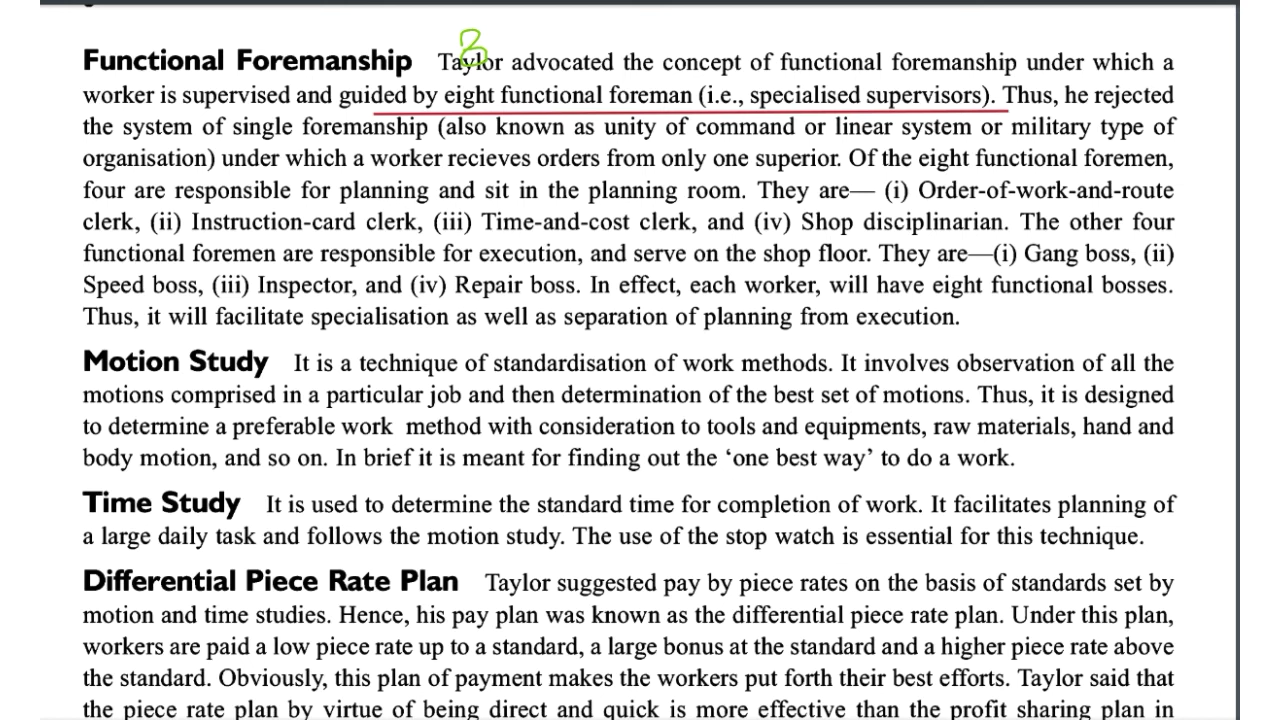 Functional Foremanship Taylor advocated the concept of functional foremanship under which a
worker is supervised and guided by eight functional foreman (i.e., specialised supervisors). Thus, he rejected
the system of single foremanship (also known as unity of command or linear system or military type of
organisation) under which a worker recieves orders from only one superior. Of the eight functional foremen,
four are responsible for planning and sit in the planning room. They are— (i) Order-of-work-and-route
clerk, (ii) Instruction-card clerk, (iii) Time-and-cost clerk, and (iv) Shop disciplinarian. The other four
functional foremen are responsible for execution, and serve on the shop floor. They are—(i) Gang boss, (ii)
Speed boss, (iii) Inspector, and (iv) Repair boss. In effect, each worker, will have eight functional bosses.
Thus, it will facilitate specialisation as well as separation of planning from execution.
Motion Study It is a technique of standardisation of work methods. It involves observation of all the
motions comprised in a particular job and then determination of the best set of motions. Thus, it is designed
to determine a preferable work method with consideration to tools and equipments, raw materials, hand and
body motion, and so on. In brief it is meant for finding out the ‘one best way’ to do a work.
Time Study It is used to determine the standard time for completion of work. It facilitates planning of
a large daily task and follows the motion study. The use of the stop watch is essential for this technique.
Differential Piece Rate Plan Taylor suggested pay by piece rates on the basis of standards set by
motion and time studies. Hence, his pay plan was known as the differential piece rate plan. Under this plan,
workers are paid a low piece rate up to a standard, a large bonus at the standard and a higher piece rate above
the standard. Obviously, this plan of payment makes the workers put forth their best efforts. Taylor said that
the piece rate plan by virtue of being direct and quick is more effective than the profit sharing plan in